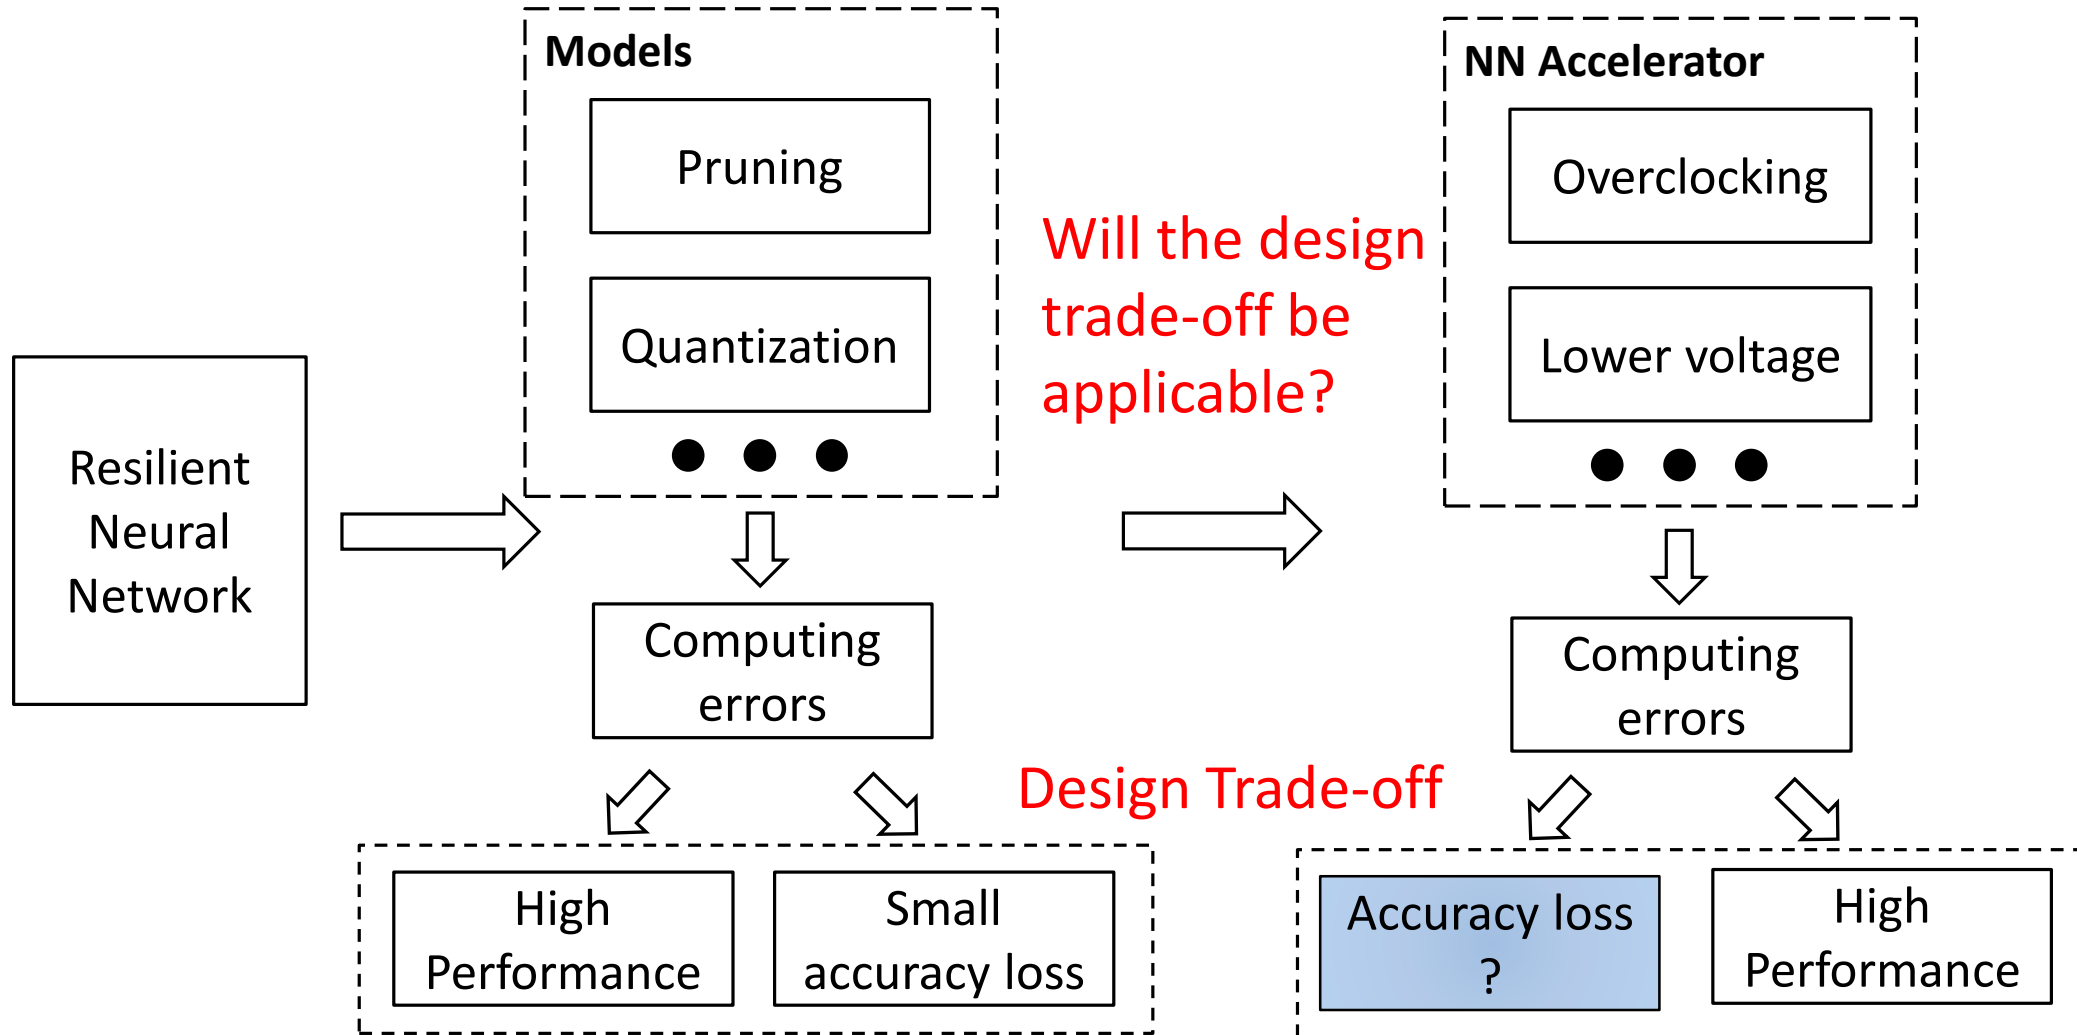 Models
Pruning
Quantization
Resilient
Neural
Network
Computing
errors
High
Performance
Small
accuracy loss
Will the design
trade-off be
applicable?
Design Trade-off
NN Accelerator
Overclocking
Lower voltage
Computing
errors
Accuracy loss
?
High
Performance